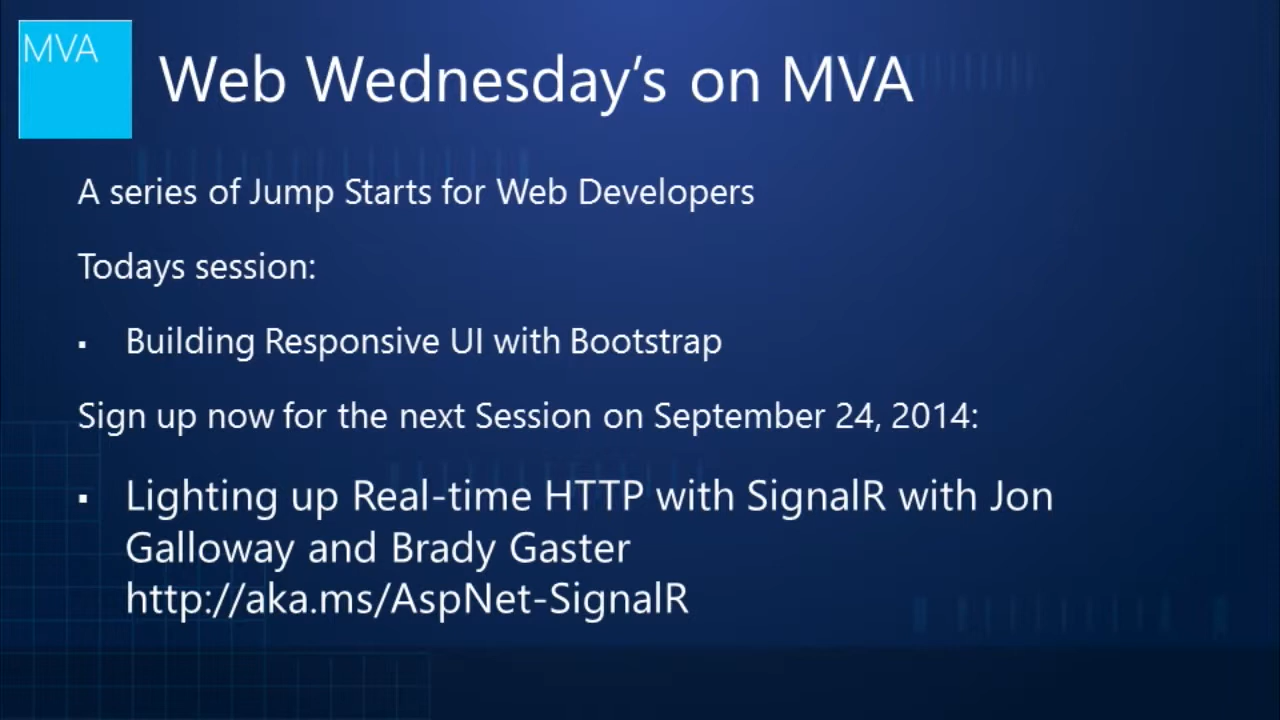 MVA
Web Wednesday's on MVA
A series of Jump Starts for Web Developers
Todays session:
▪ Building Responsive UI with Bootstrap
Sign up now for the next Session on September 24, 2014:
▪ Lighting up Real-time HTTP with SignalR with Jon
Galloway and Brady Gaster
http://aka.ms/AspNet-SignalR